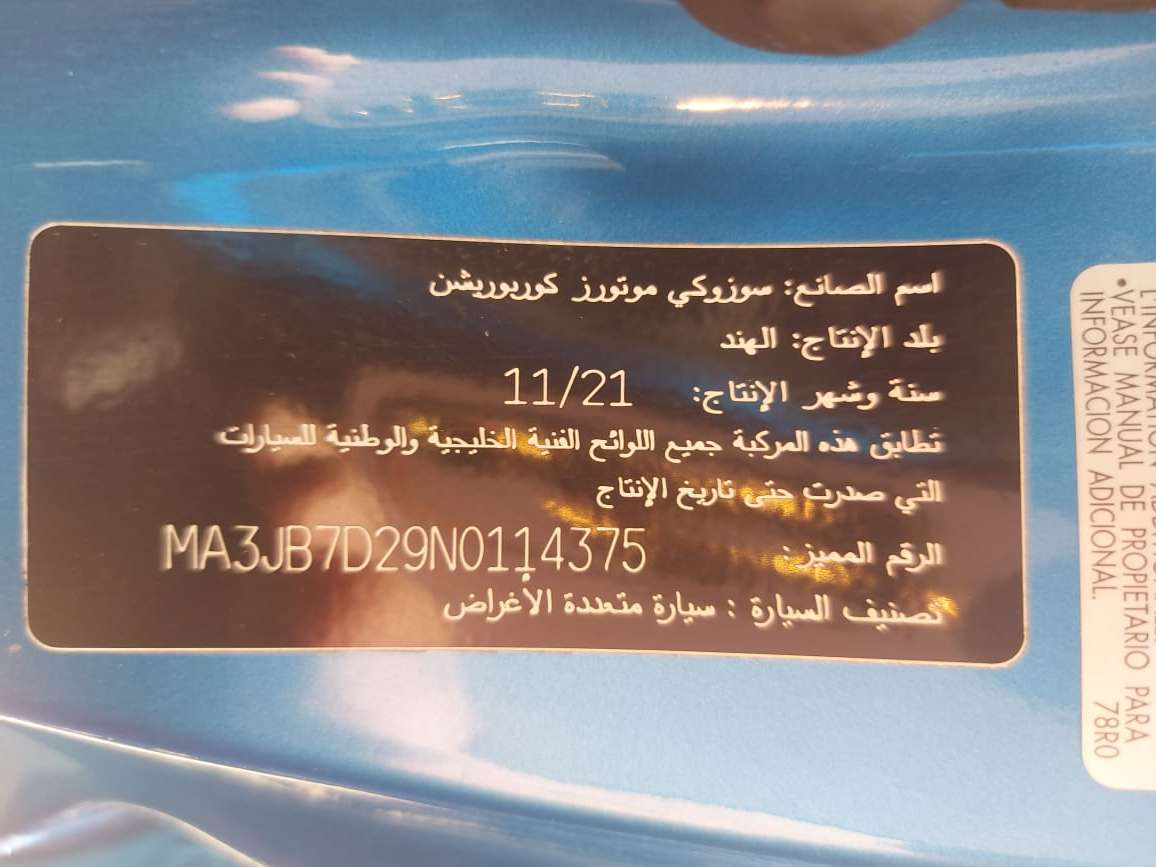 اسم الصانع: سوزوكي موتورز كوربوريشن
بلد الإنتاج: الهند
سنة وشهر الإنتاج: 11/21
تطابق هذه المركبة جميع اللوائح الفنية الخليجية والوطنية للسيارات
التي صدرت حتى تاريخ الإنتاج
الرقم المميز: MA3JB7D29N0114375
تصنيف السيارة : سيارة متعددة الأغراض
•VEASE MANUAL DE PROPIETARIO PARA
INFORMACION ADICIONAL. 78R0